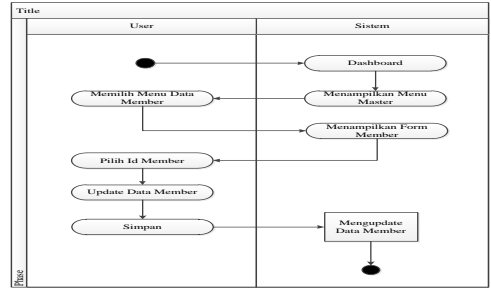 Title
User
Sistem
Dashboard
Memilih Menu Data
Member
Menampilkan Menu
Master
Menampilkan Form
Member
Pilih Id Member
Update Data Member
Simpan
Mengupdate
Data Member
Phase